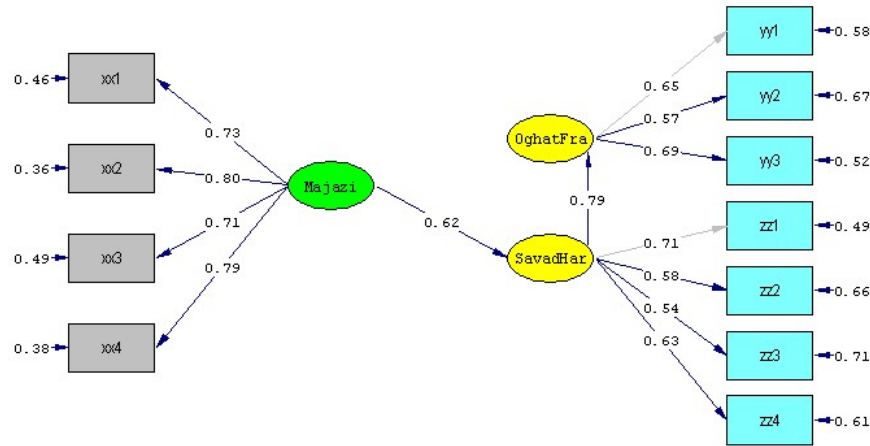 0.46 xx1
0.36 xx2
0.49 xx3
0.38 xx4
0.73
0.80
0.71
0.79
Majazi
0.62
OghatFra
0.79
SavadHar
0.65
0.57
0.69
0.71
0.58
0.54
0.63
yy1 0.58
yy2 0.67
yy3 0.52
zz1 0.49
zz2 0.66
zz3 0.71
zz4 0.61